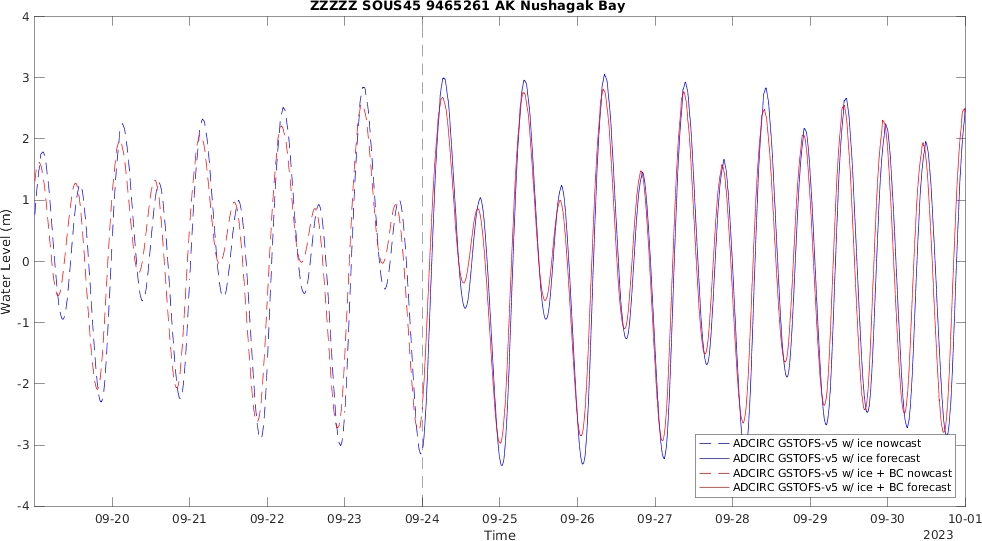 ZZZZZ SOUS45 9465261 AK Nushagak Bay
Water Level (m)
4
3
2
1
0
-1
-2
-3
-4
ADCIRC GSTOFS-v5 w/ ice nowcast
ADCIRC GSTOFS-v5 w/ ice forecast
ADCIRC GSTOFS-v5 w/ ice + BC nowcast
ADCIRC GSTOFS-v5 w/ ice + BC forecast
09-20 09-21 09-22 09-23 09-24 09-25 09-26 09-27 09-28 09-29 09-30 10-01
Time
2023